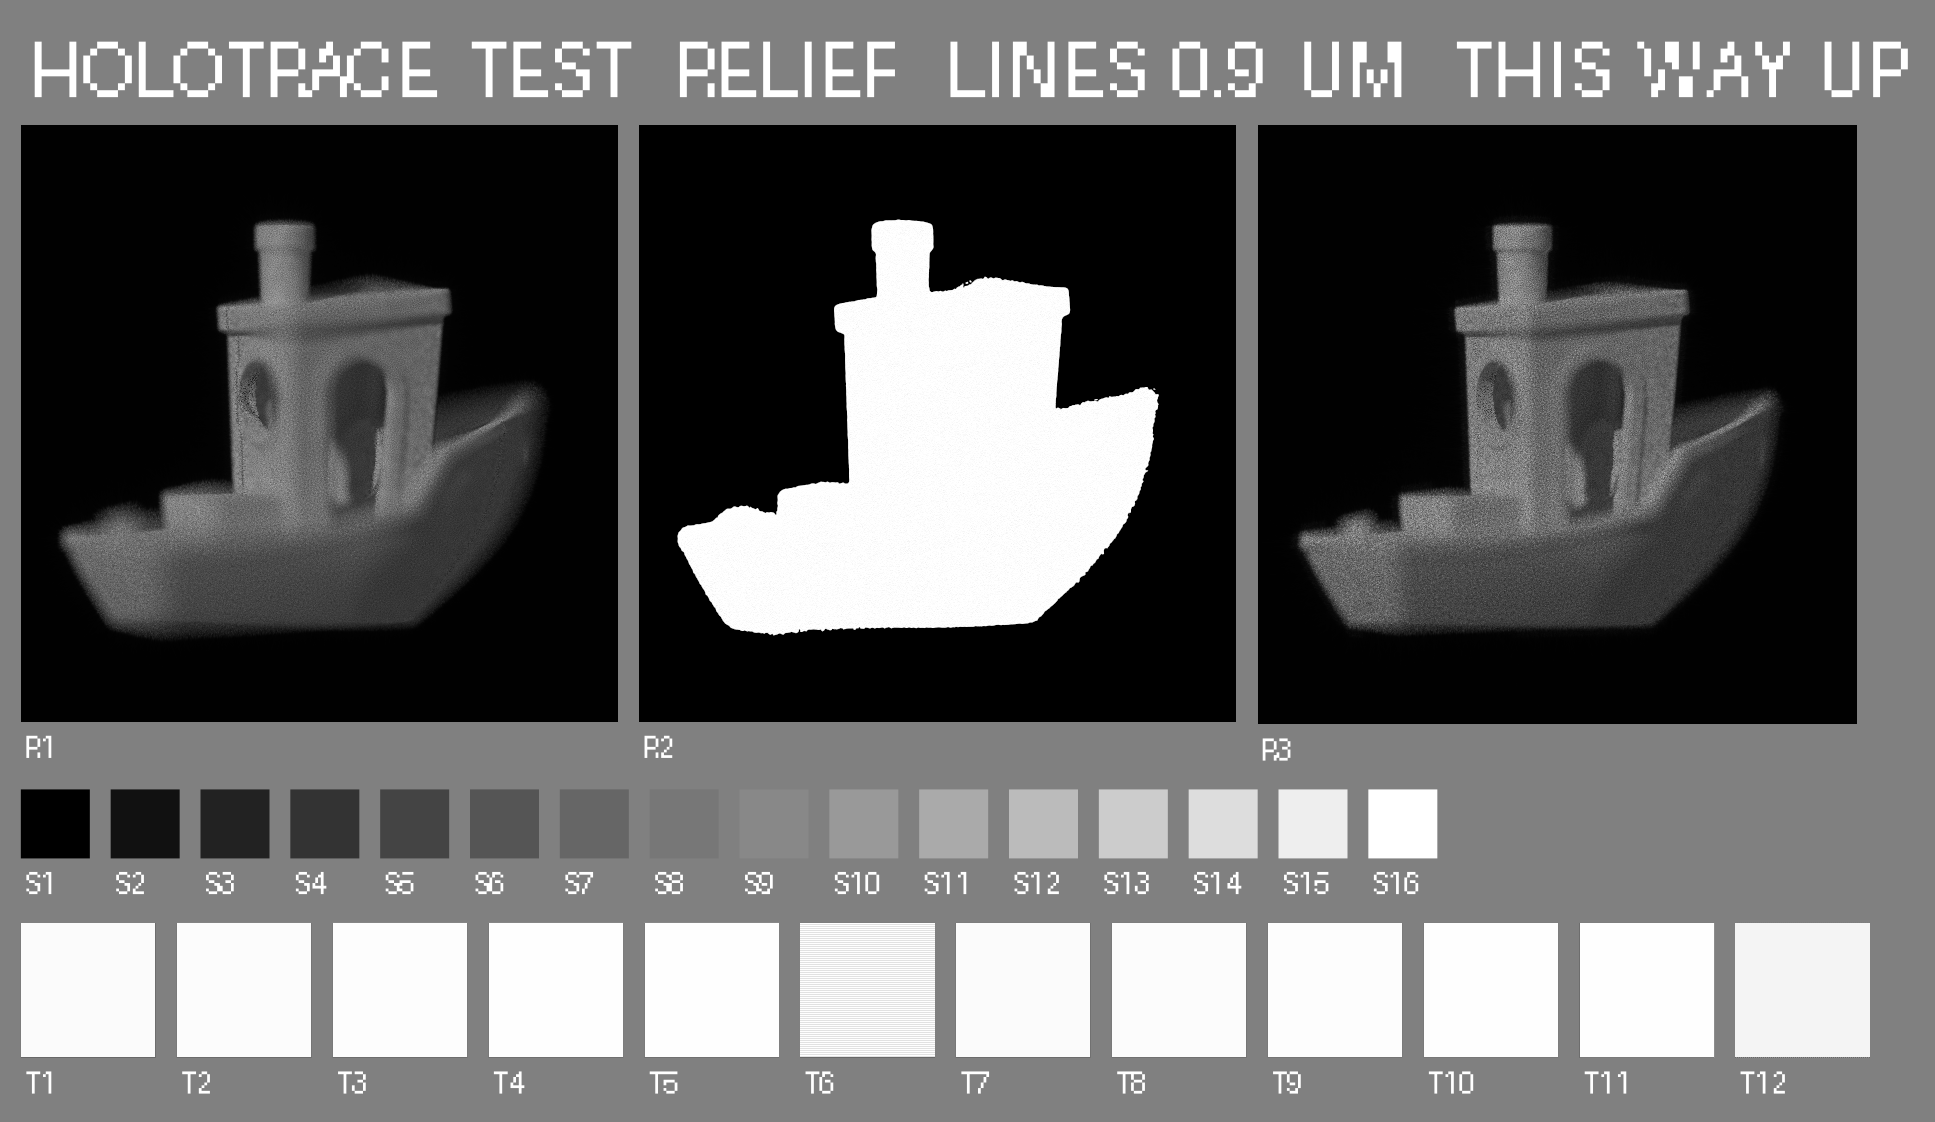 HOLOTRACE TEST RELIEF LINES 0.9 UM THIS WAY UP
R1 R2 R3
S1 S2 S3 S4 S5 S6 S7 S8 S9 S10 S11 S12 S13 S14 S15 S16
T1 T2 T3 T4 T5 T6 T7 T8 T9 T10 T11 T12